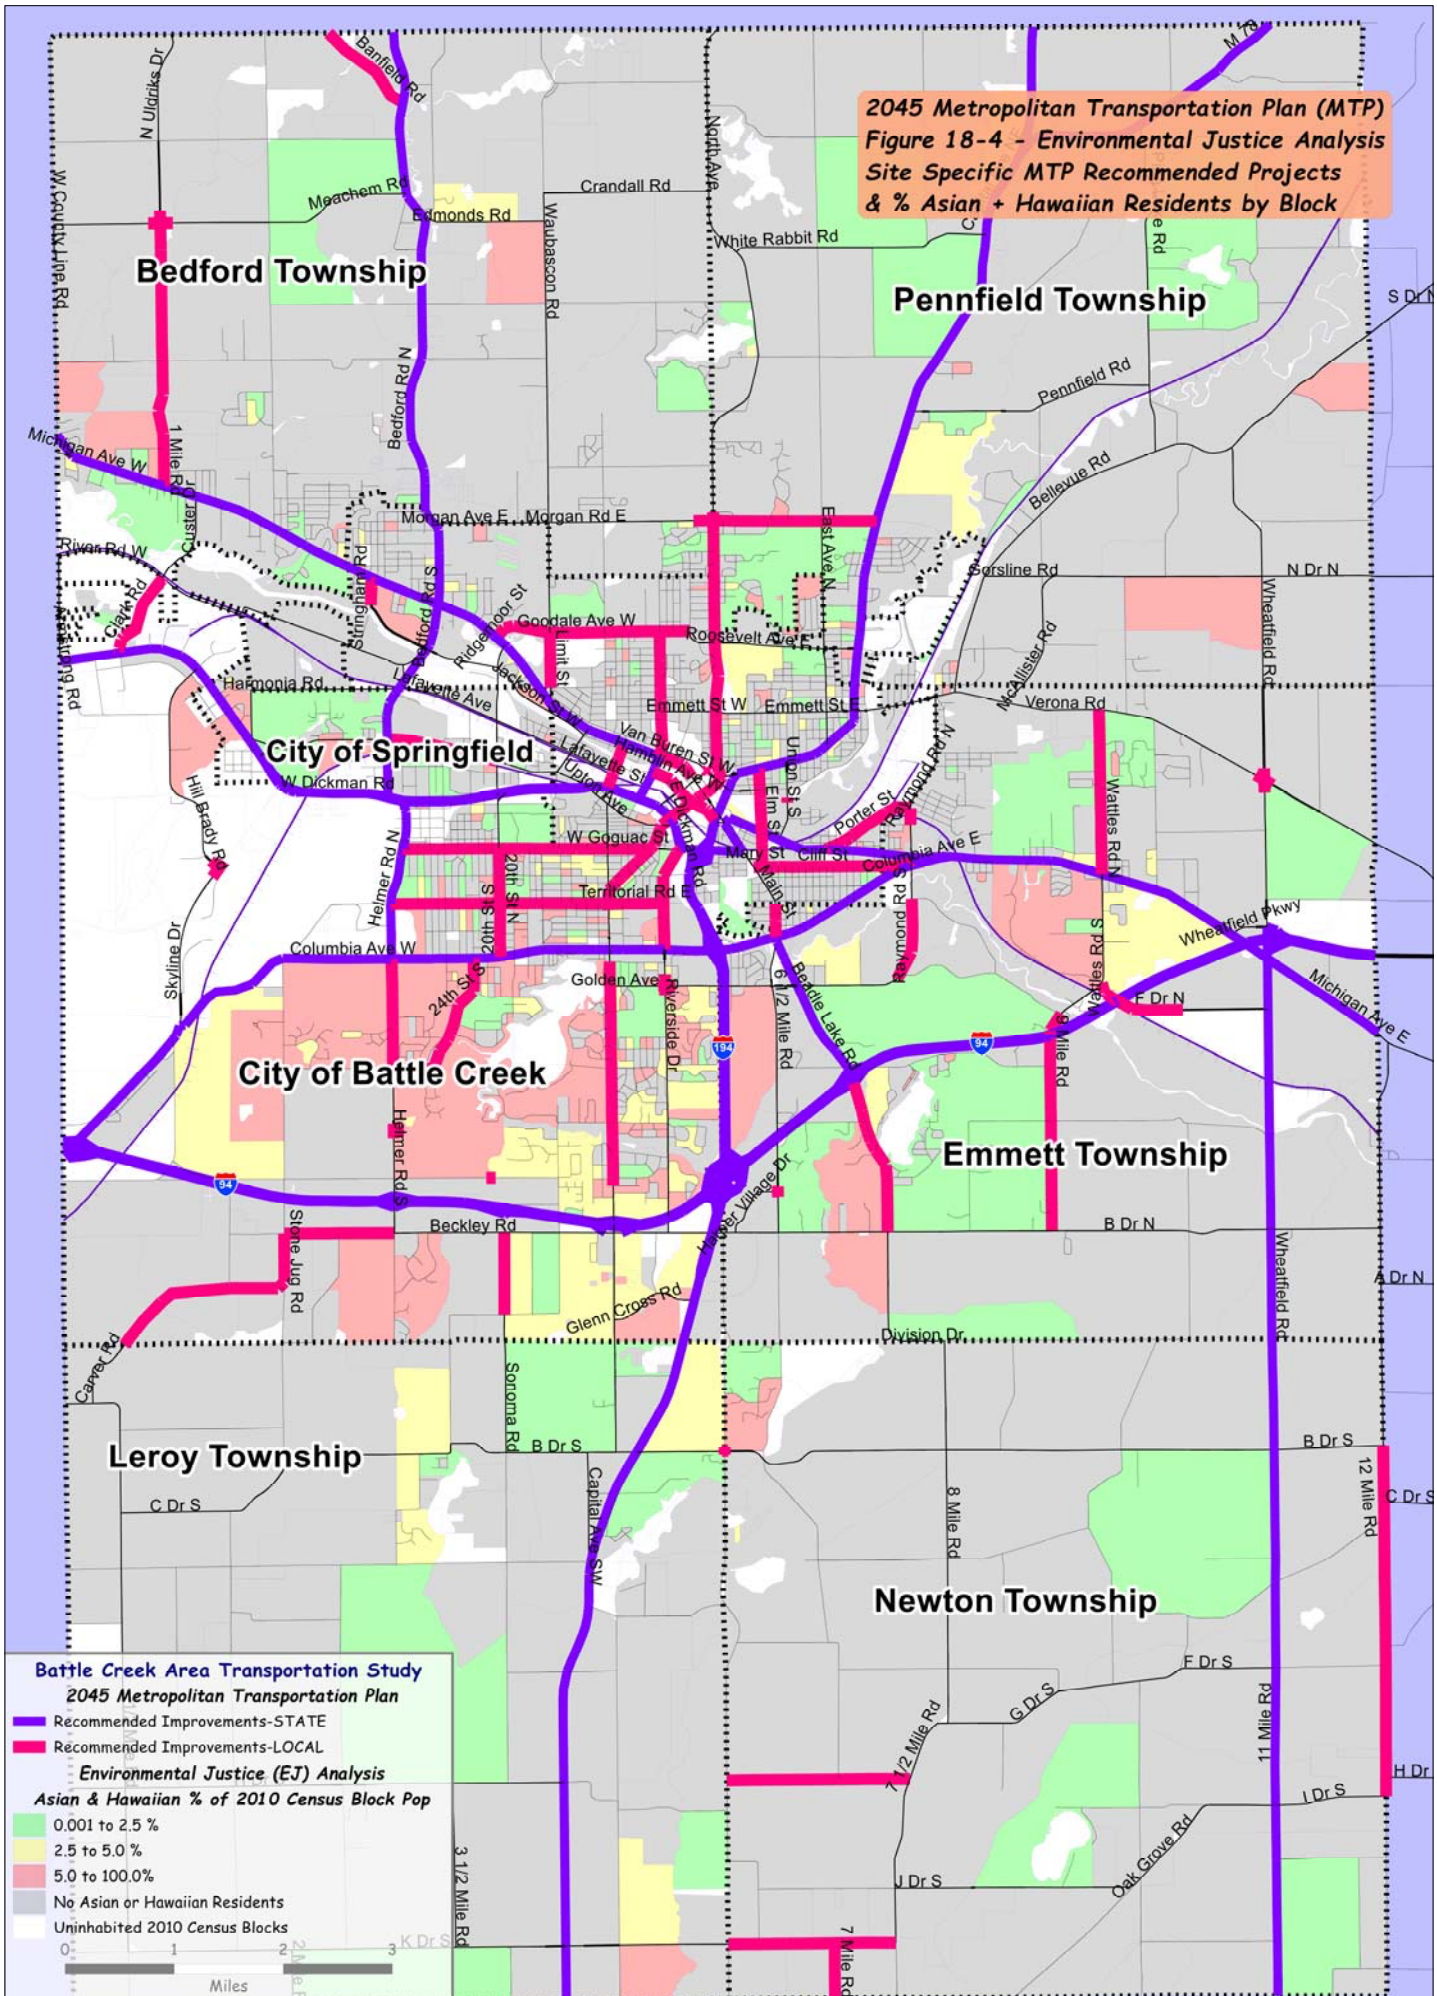 2045 Metropolitan Transportation Plan (MTP)
Figure 18-4 - Environmental Justice Analysis
Site Specific MTP Recommended Projects
& % Asian + Hawaiian Residents by Block
M 78
Banfield Rd
N Uldriks Dr
North Ave
W County Line Rd
Meachem Rd
Crandall Rd
Edmonds Rd
Waubascon Rd
White Rabbit Rd
Bedford Township
Pennfield Township
S Dr N
Bedford Rd N
Pennfield Rd
Michigan Ave W
1 Mile Rd
Custer Dr
Bellevue Rd
Morgan Ave E
Morgan Rd E
East Ave N
River Rd W
Clark Rd
Stringham Rd
Bedford Rd S
Gorsline Rd
N Dr N
Wheatfield Rd
Armstrong Rd
Ridgemoor St
Goodale Ave W
Limit St
Roosevelt Ave E
McAllister Rd
Harmonia Rd
Lafayette Ave
Jackson St W
Emmett St W
Emmett St E
Verona Rd
City of Springfield
Van Buren St W
Hamblin Ave W
Lafayette St
Upton Ave
Union St S
Elm St
Raymond Rd N
Wattles Rd N
W Dickman Rd
E Dickman Rd
Hill Brady Rd
Porter St
Helmer Rd N
W Goguac St
Mary St
Cliff St
Columbia Ave E
20th St N
20th St S
Territorial Rd E
Main St
Raymond Rd S
Wheatfield Pkwy
Skyline Dr
Columbia Ave W
Wattles Rd S
24th St S
Golden Ave
Riverside Dr
6 1/2 Mile Rd
Beadle Lake Rd
F Dr N
Michigan Ave E
194
94
9 Mile Rd
City of Battle Creek
Helmer Rd S
Emmett Township
94
Harper Village Dr
Stone Jug Rd
Beckley Rd
B Dr N
Wheatfield Rd
A Dr N
Glenn Cross Rd
Division Dr
Carver Rd
Sonoma Rd
Leroy Township
B Dr S
B Dr S
12 Mile Rd
C Dr S
C Dr S
Capital Ave SW
8 Mile Rd
Newton Township
F Dr S
G Dr S
7 1/2 Mile Rd
11 Mile Rd
H Dr
I Dr S
Oak Grove Rd
J Dr S
3 1/2 Mile Rd
7 Mile Rd
K Dr S
Battle Creek Area Transportation Study
2045 Metropolitan Transportation Plan
Recommended Improvements-STATE
Recommended Improvements-LOCAL
Environmental Justice (EJ) Analysis
Asian & Hawaiian % of 2010 Census Block Pop
0.001 to 2.5 %
2.5 to 5.0 %
5.0 to 100.0%
No Asian or Hawaiian Residents
Uninhabited 2010 Census Blocks
0 1 2 3
Miles